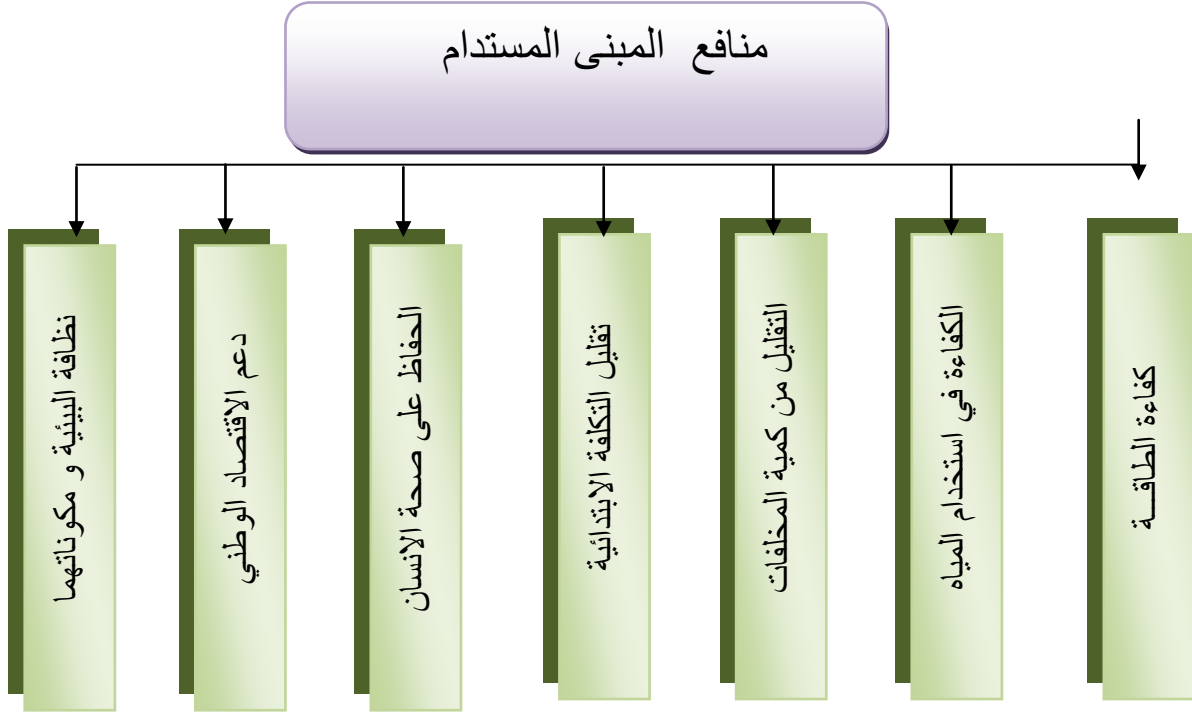 منافع المبنى المستدام
كفاءة الطاقـــة
الكفاءة في استخدام المياه
التقليل من كمية المخلفات
تقليل التكلفة الابتدائية
الحفاظ على صحة الانسان
دعم الاقتصاد الوطني
نظافة البيئية و مكوناتهما